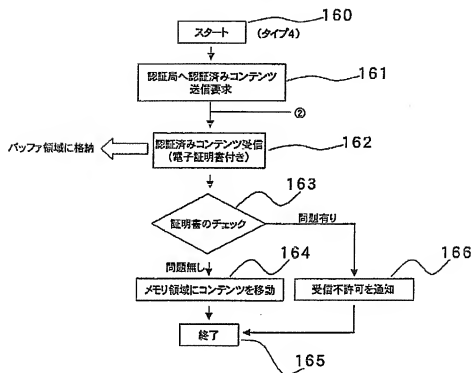 160
スタート
(タイプ4)
認証局へ認証済みコンテンツ
送信要求
161
②
162
認証済みコンテンツ受信
(電子証明書付き)
バッファ領域に格納
163
証明書のチェック
問題有り
問題無し
164
166
メモリ領域にコンテンツを移動
受信不許可を通知
終了
165